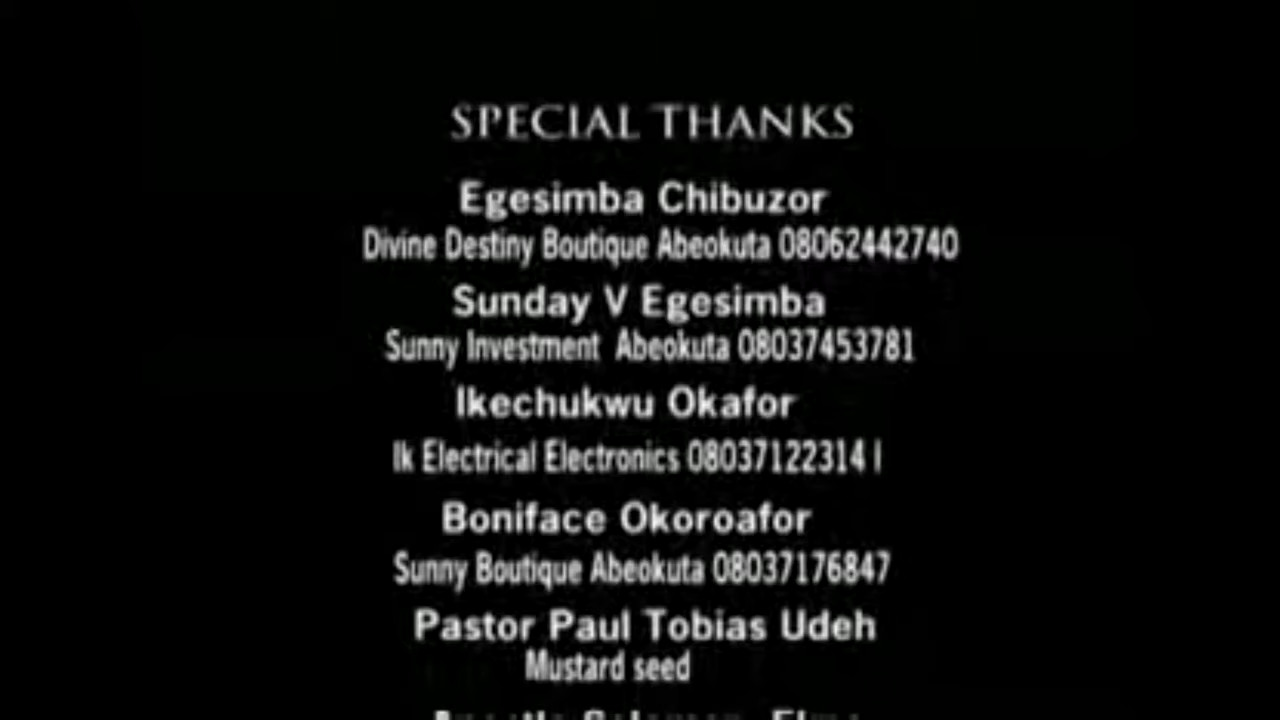 SPECIAL THANKS
Egesimba Chibuzor
Divine Destiny Boutique Abeokuta 08062442740
Sunday V Egesimba
Sunny Investment Abeokuta 08037453781
Ikechukwu Okafor
Ik Electrical Electronics 08037122314 I
Boniface Okoroafor
Sunny Boutique Abeokuta 08037176847
Pastor Paul Tobias Udeh
Mustard seed